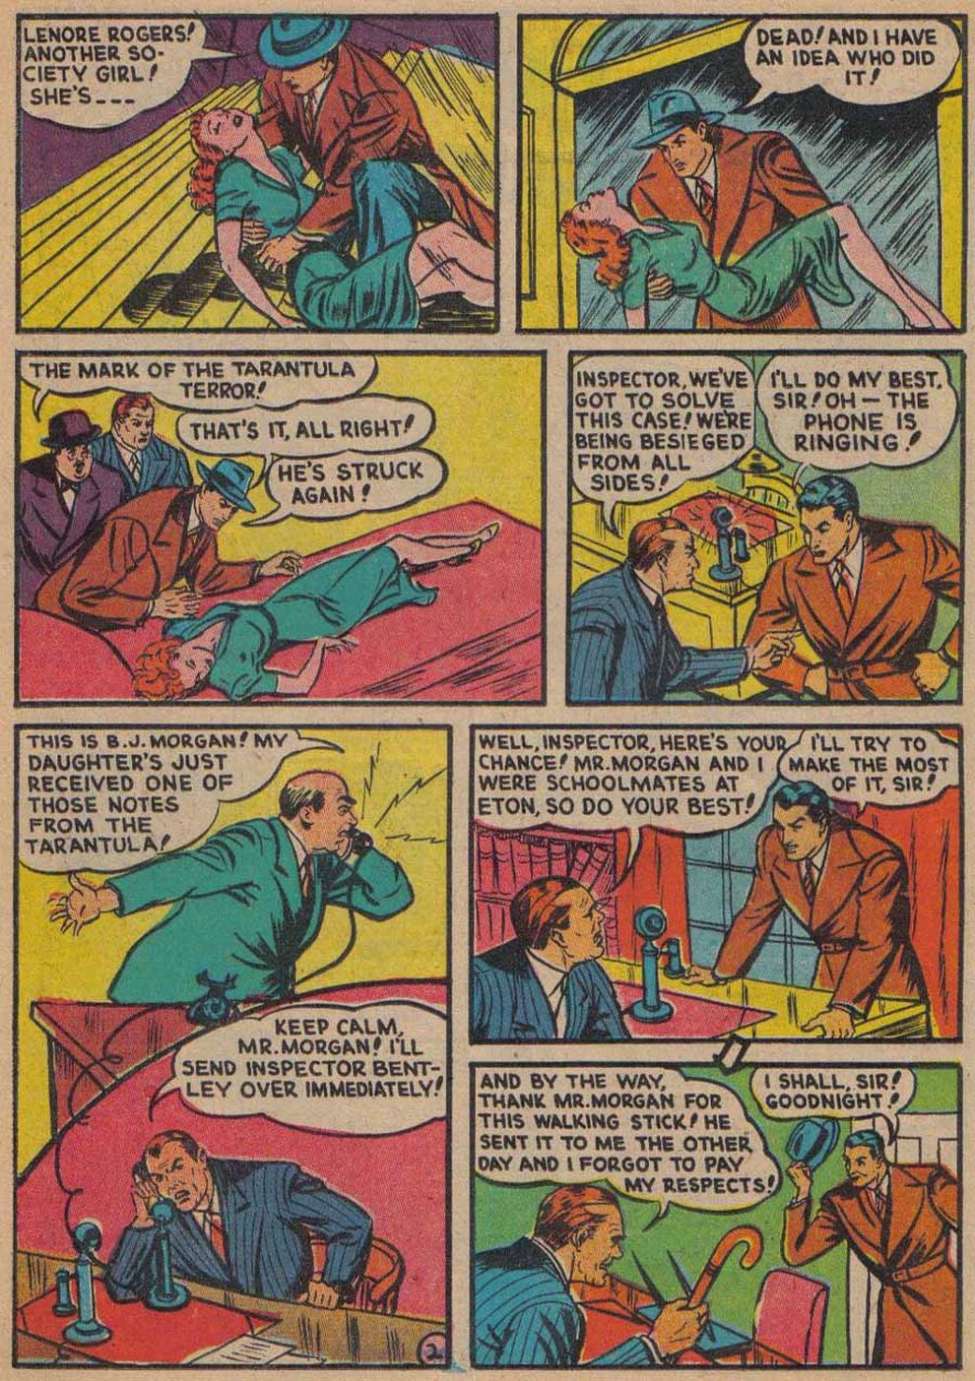 LENORE ROGERS!
ANOTHER SO-
CIETY GIRL!
SHE'S---
DEAD! AND I HAVE
AN IDEA WHO DID
IT!
THE MARK OF THE TARANTULA
TERROR!
THAT'S IT, ALL RIGHT!
HE'S STRUCK
AGAIN!
INSPECTOR, WE'VE
GOT TO SOLVE
THIS CASE! WE'RE
BEING BESIEGED
FROM ALL
SIDES!
I'LL DO MY BEST,
SIR! OH - THE
PHONE IS
RINGING!
THIS IS B.J. MORGAN! MY
DAUGHTER'S JUST
RECEIVED ONE OF
THOSE NOTES
FROM THE
TARANTULA!
KEEP CALM,
MR. MORGAN! I'LL
SEND INSPECTOR BENT-
LEY OVER IMMEDIATELY!
2
WELL, INSPECTOR, HERE'S YOUR
CHANCE! MR. MORGAN AND I
WERE SCHOOLMATES AT
ETON, SO DO YOUR BEST!
I'LL TRY TO
MAKE THE MOST
OF IT, SIR!
AND BY THE WAY,
THANK MR. MORGAN FOR
THIS WALKING STICK! HE
SENT IT TO ME THE OTHER
DAY AND I FORGOT TO PAY
MY RESPECTS!
I SHALL, SIR!
GOODNIGHT!